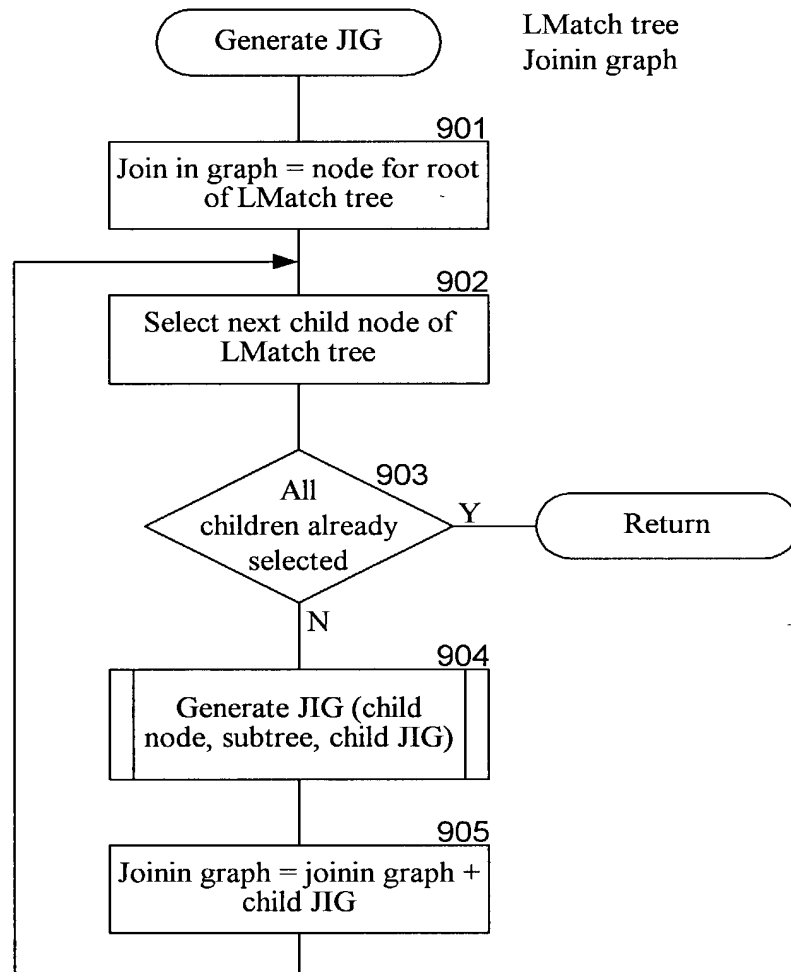 Generate JIG
LMatch tree
Joinin graph
901
Join in graph = node for root
of LMatch tree
902
Select next child node of
LMatch tree
903
All
children already
selected
Y
Return
N
904
Generate JIG (child
node, subtree, child JIG)
905
Joinin graph = joinin graph +
child JIG